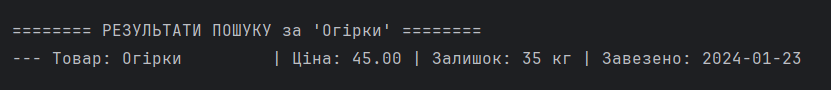 ======== РЕЗУЛЬТАТИ ПОШУКУ за 'Огірки' ========
--- Товар: Огірки         | Ціна: 45.00 | Залишок: 35 кг | Завезено: 2024-01-23